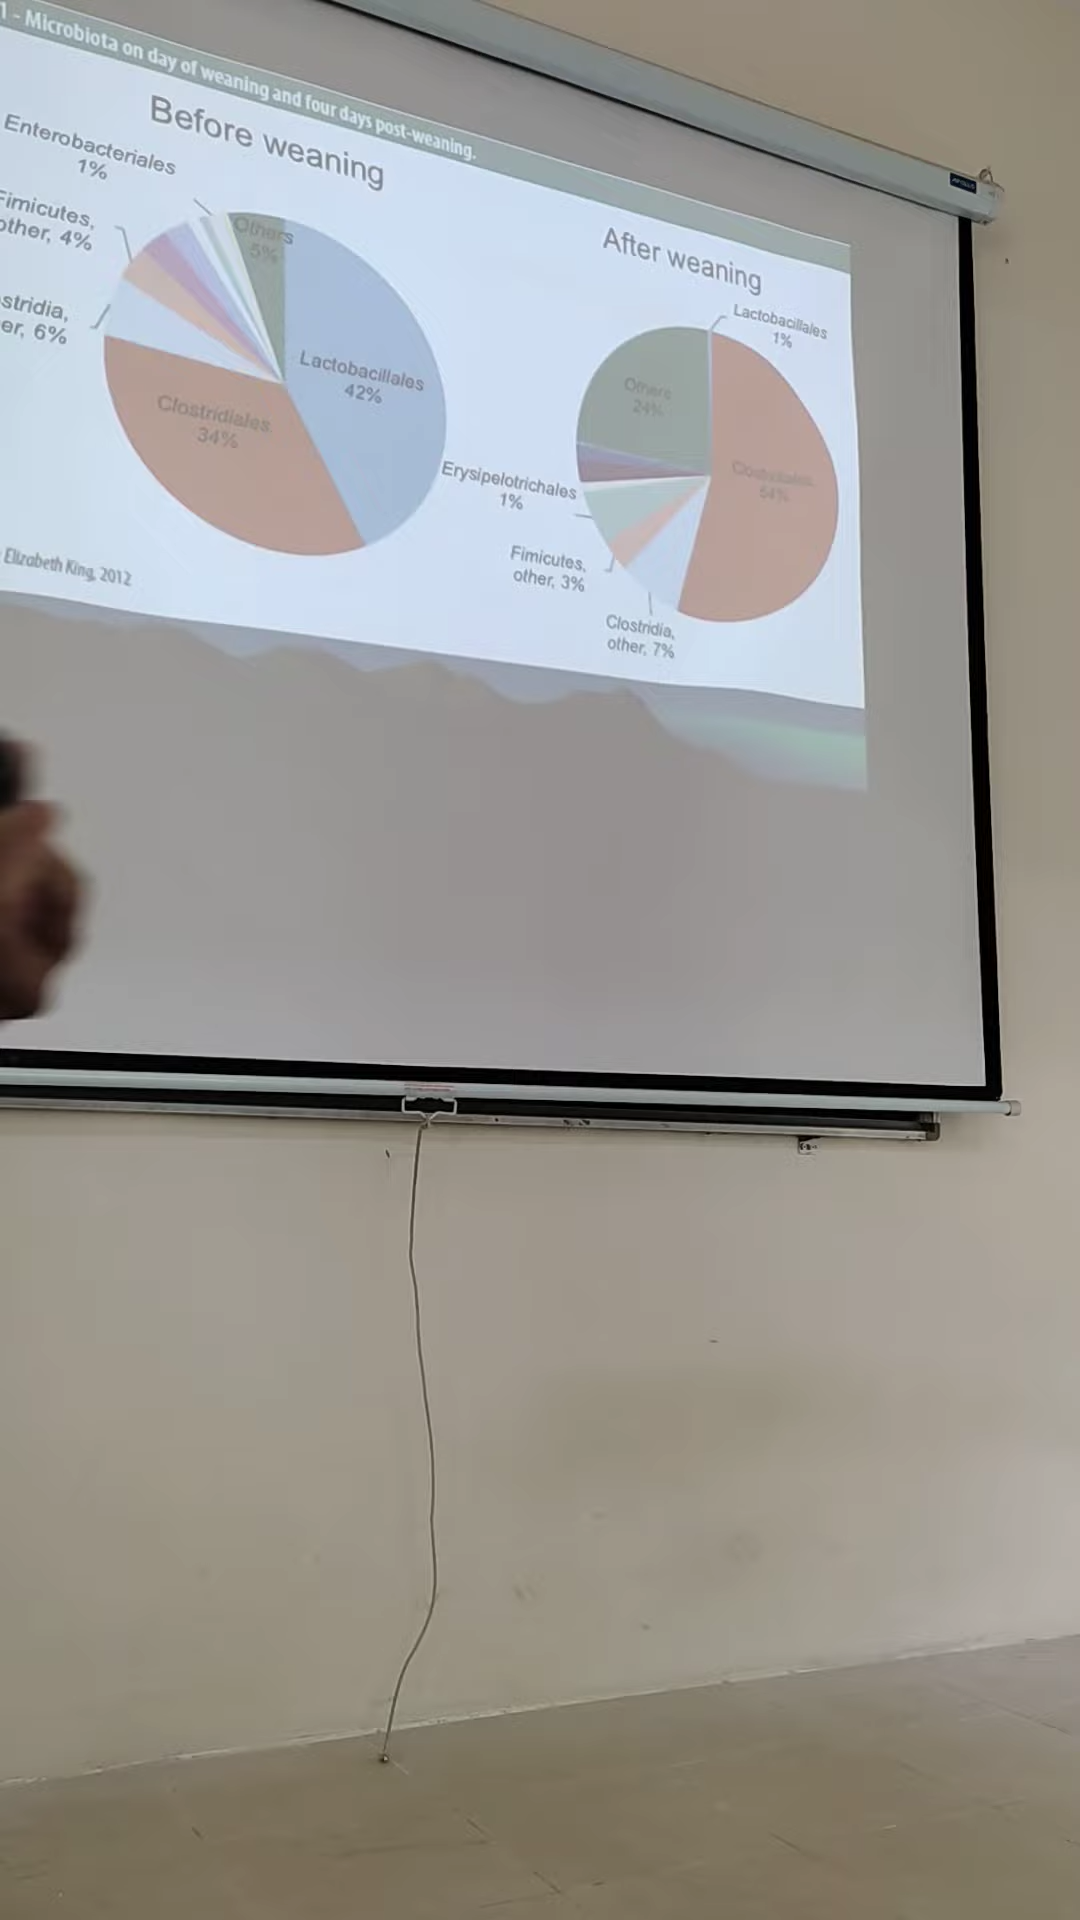 1 - Microbiota on day of weaning and four days post-weaning.
Before weaning
Enterobacteriales
1%
Fimicutes,
other, 4%
stridia,
er, 6%
Others
5%
Lactobacillales
42%
Clostridiales
34%
Elizabeth King, 2012
After weaning
Lactobacillales
1%
Others
24%
Clostridiales
54%
Erysipelotrichales
1%
Fimicutes,
other, 3%
Clostridia,
other, 7%